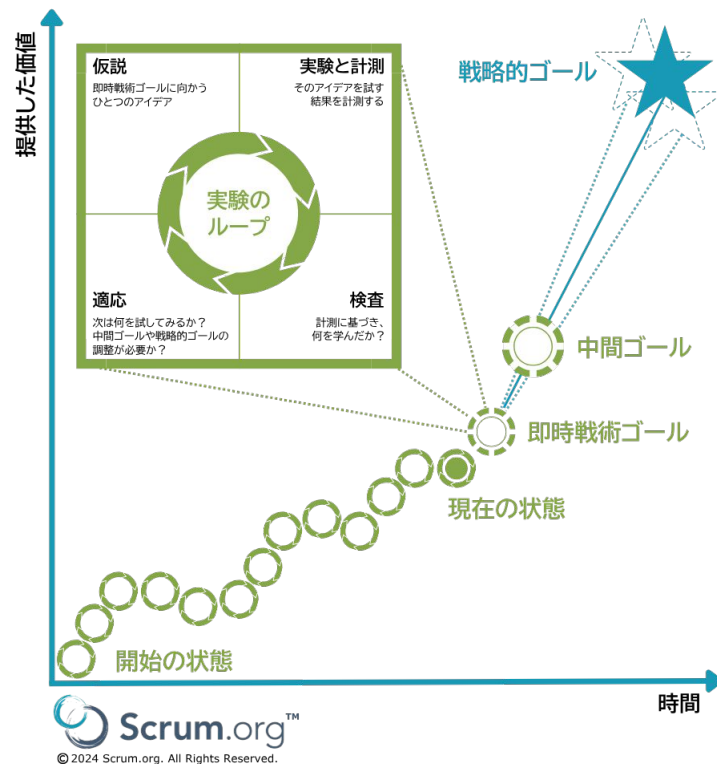 提供した価値
仮説
即時戦術ゴールに向かう
ひとつのアイデア
実験と計測
そのアイデアを試す
結果を計測する
実験の
ループ
適応
次は何を試してみるか？
中間ゴールや戦略的ゴールの
調整が必要か？
検査
計測に基づき、
何を学んだか？
戦略的ゴール
中間ゴール
即時戦術ゴール
現在の状態
開始の状態
時間
Scrum.org™
© 2024 Scrum.org. All Rights Reserved.